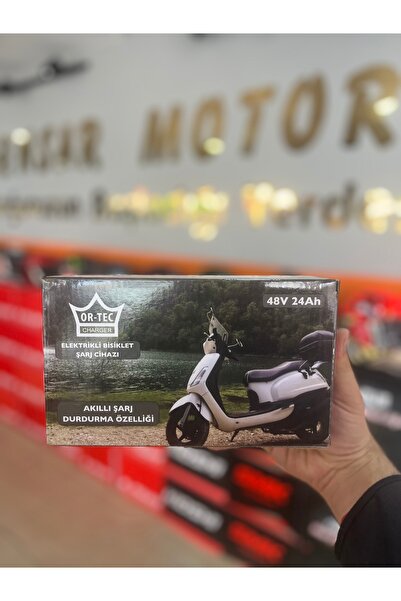 MOTOR
48V 24Ah
OR-TEC
CHARGER
ELEKTRİKLİ BİSİKLET
ŞARJ CİHAZI
AKILLI ŞARJ
DURDURMA ÖZELLİĞİ